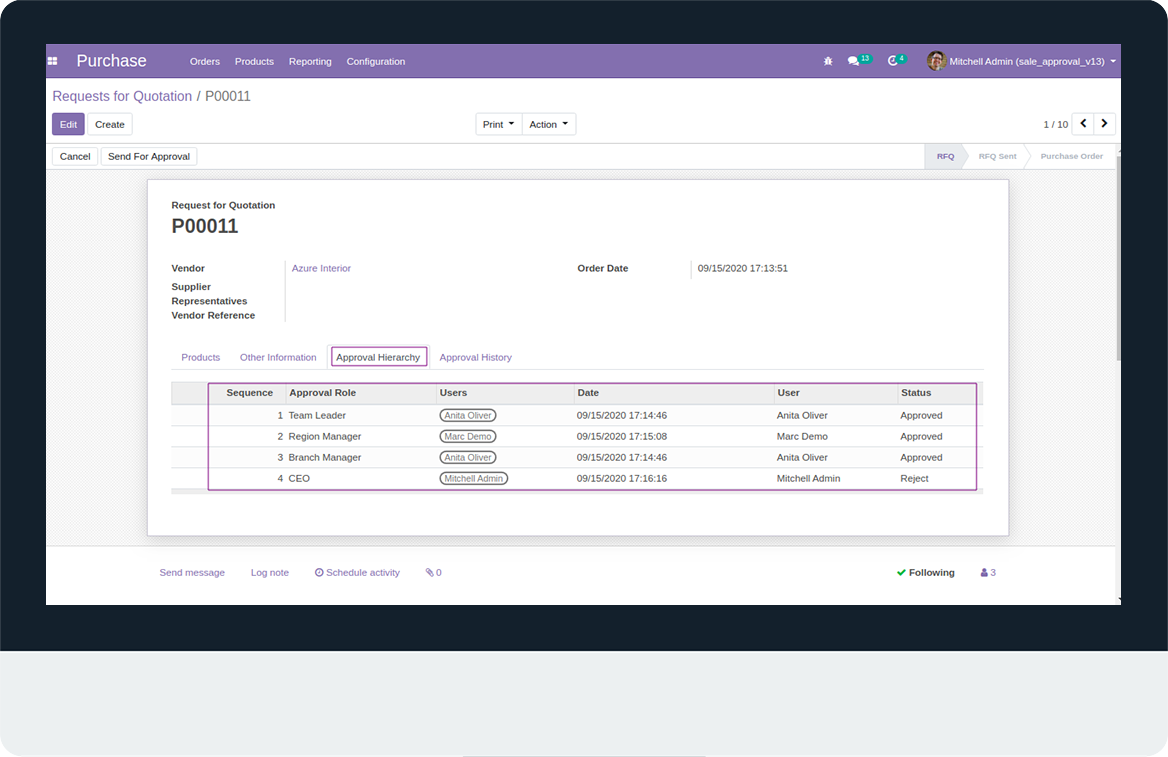 Purchase Orders Products Reporting Configuration 13 4 Mitchell Admin (sale_approval_v13)
Requests for Quotation / P00011
Edit Create Print Action 1 / 10
Cancel Send For Approval RFQ RFQ Sent Purchase Order
Request for Quotation
P00011
Vendor Azure Interior Order Date 09/15/2020 17:13:51
Supplier
Representatives
Vendor Reference
Products Other Information Approval Hierarchy Approval History
Sequence Approval Role Users Date User Status
1 Team Leader Anita Oliver 09/15/2020 17:14:46 Anita Oliver Approved
2 Region Manager Marc Demo 09/15/2020 17:15:08 Marc Demo Approved
3 Branch Manager Anita Oliver 09/15/2020 17:14:46 Anita Oliver Approved
4 CEO Mitchell Admin 09/15/2020 17:16:16 Mitchell Admin Reject
Send message Log note Schedule activity 0 Following 3